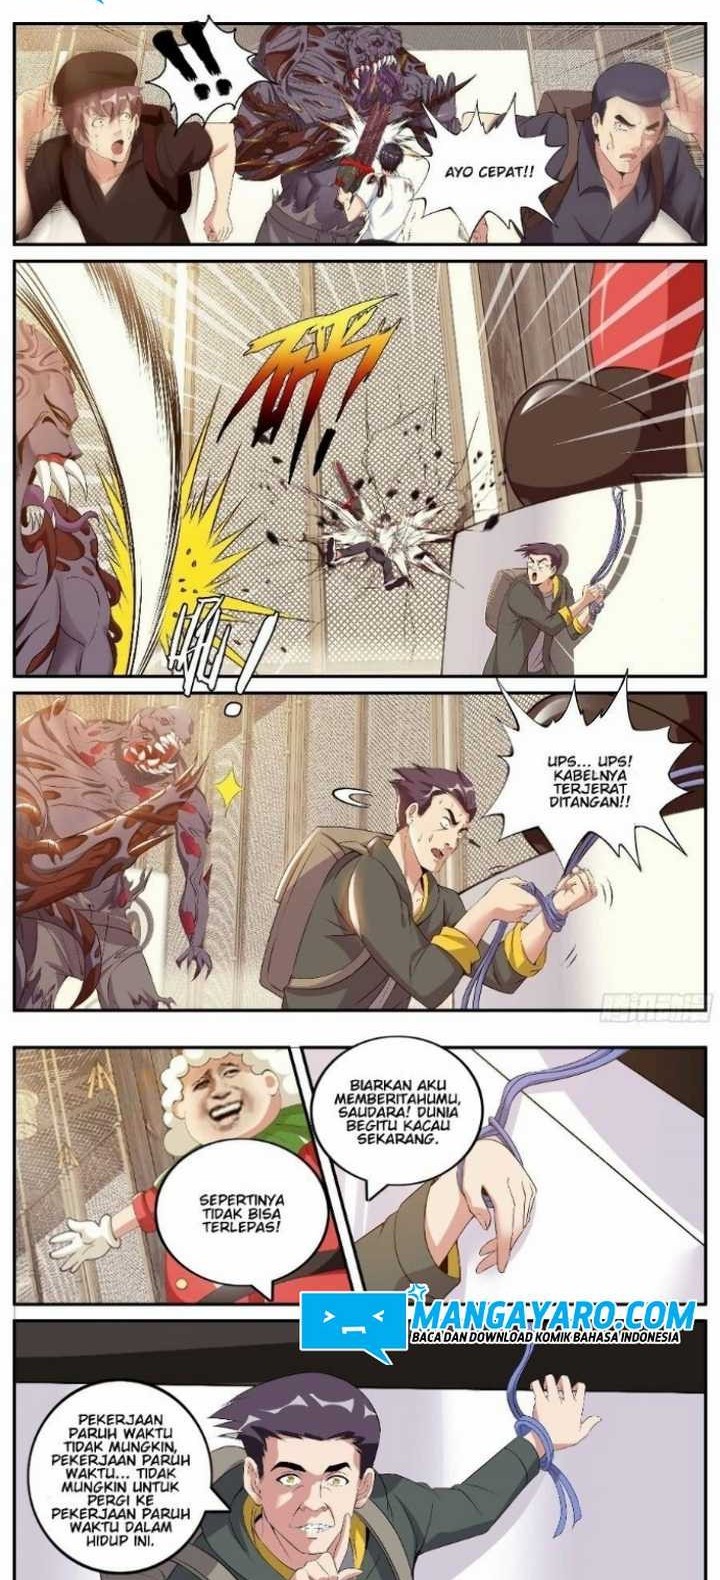 !!
AYO CEPAT!!
UPS... UPS!
KABELNYA
TERJERAT
DITANGAN!!
BIARKAN AKU
MEMBERITAHUMU,
SAUDARA! DUNIA
BEGITU KACAU
SEKARANG.
SEPERTINYA
TIDAK BISA
TERLEPAS!
MANGAYARO.COM
BACA DAN DOWNLOAD KOMIK BAHASA INDONESIA
PEKERJAAN
PARUH WAKTU
TIDAK MUNGKIN,
PEKERJAAN PARUH
WAKTU... TIDAK
MUNGKIN UNTUK
PERGI KE
PEKERJAAN PARUH
WAKTU DALAM
HIDUP INI.